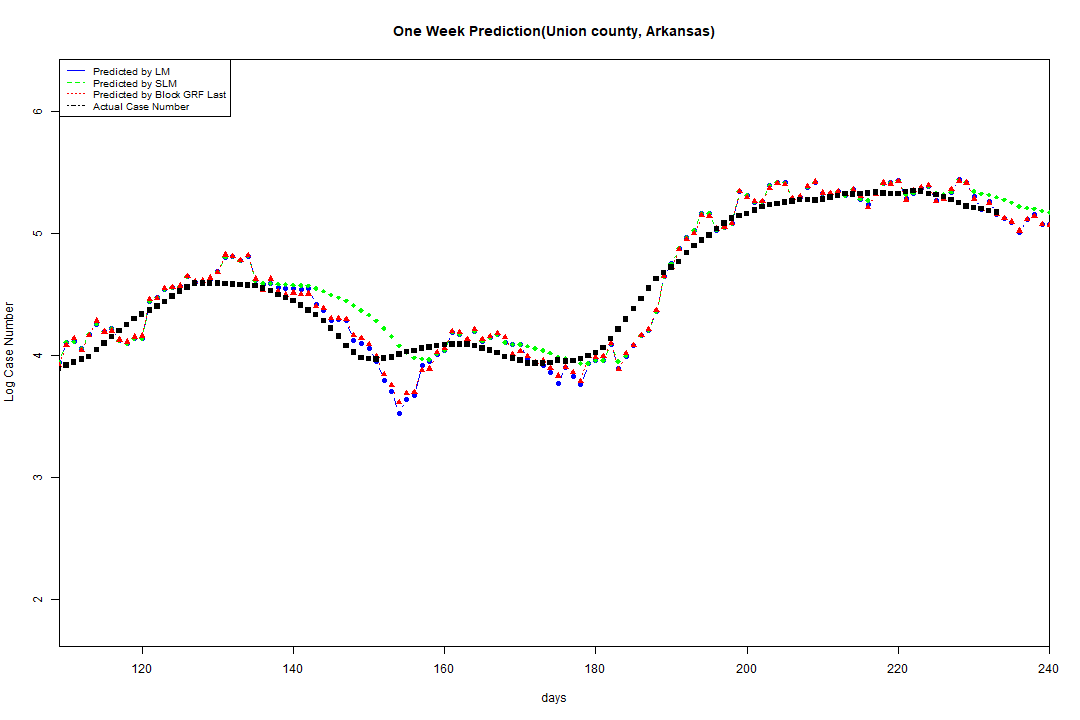 One Week Prediction(Union county, Arkansas)
Predicted by LM
Predicted by SLM
Predicted by Block GRF Last
Actual Case Number
6
5
4
3
2
Log Case Number
120 140 160 180 200 220 240
days